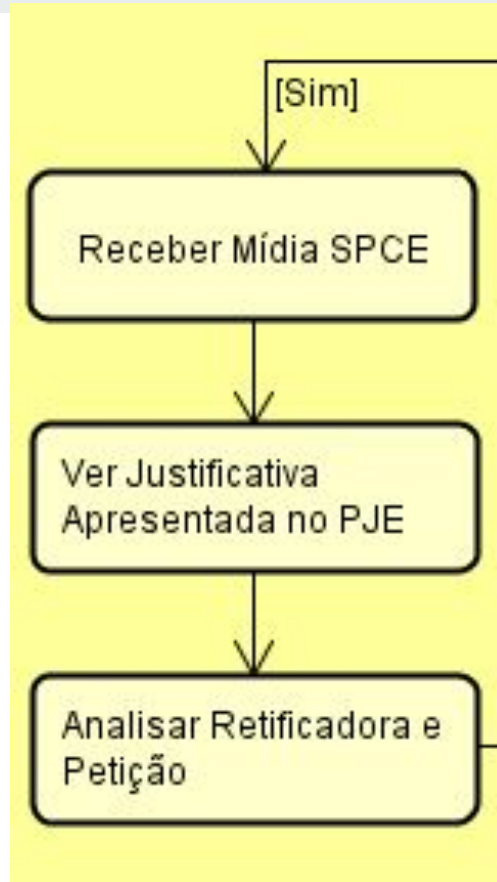 [Sim]
Receber Mídia SPCE
Ver Justificativa
Apresentada no PJE
Analisar Retificadora e
Petição